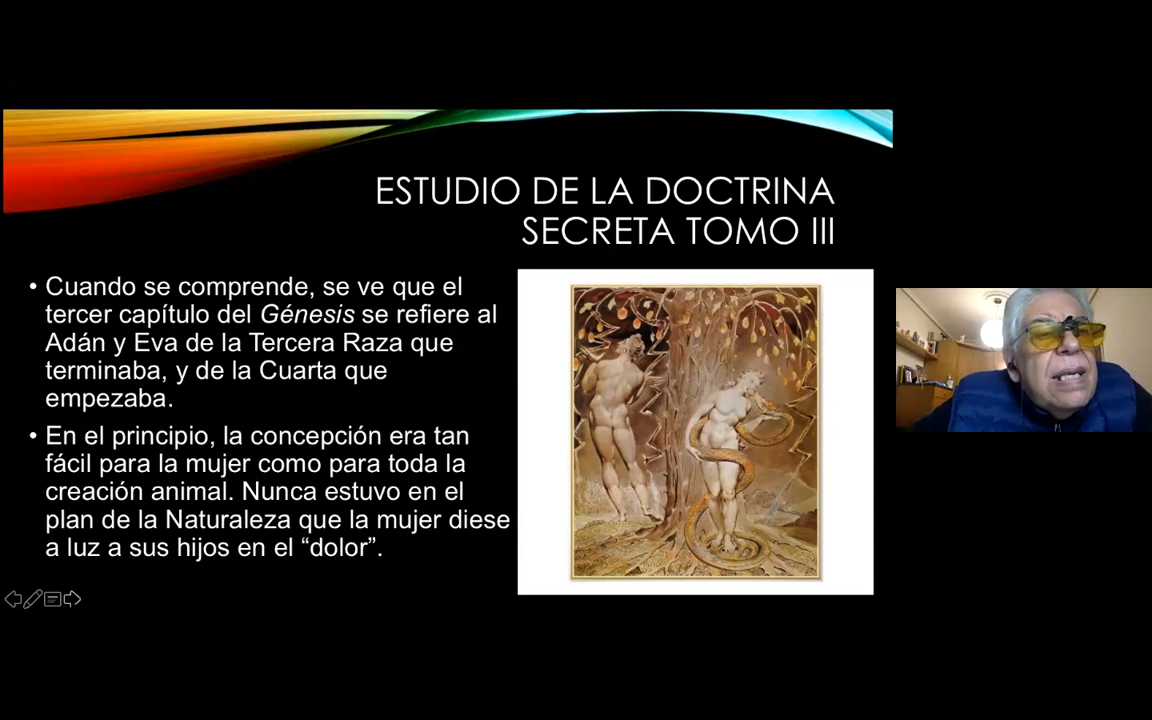 ESTUDIO DE LA DOCTRINA
SECRETA TOMO III
• Cuando se comprende, se ve que el
tercer capítulo del Génesis se refiere al
Adán y Eva de la Tercera Raza que
terminaba, y de la Cuarta que
empezaba.
• En el principio, la concepción era tan
fácil para la mujer como para toda la
creación animal. Nunca estuvo en el
plan de la Naturaleza que la mujer diese
a luz a sus hijos en el “dolor”.